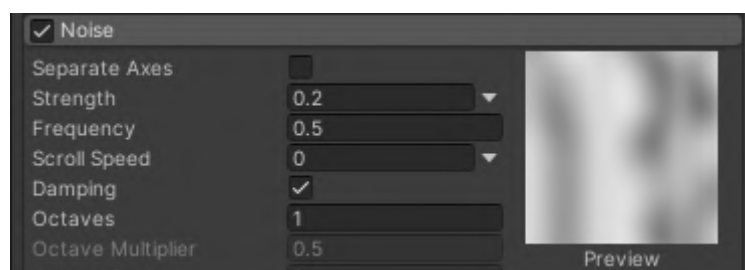 Noise
Separate Axes
Strength 0.2
Frequency 0.5
Scroll Speed 0
Damping
Octaves 1
Octave Multiplier 0.5
Preview